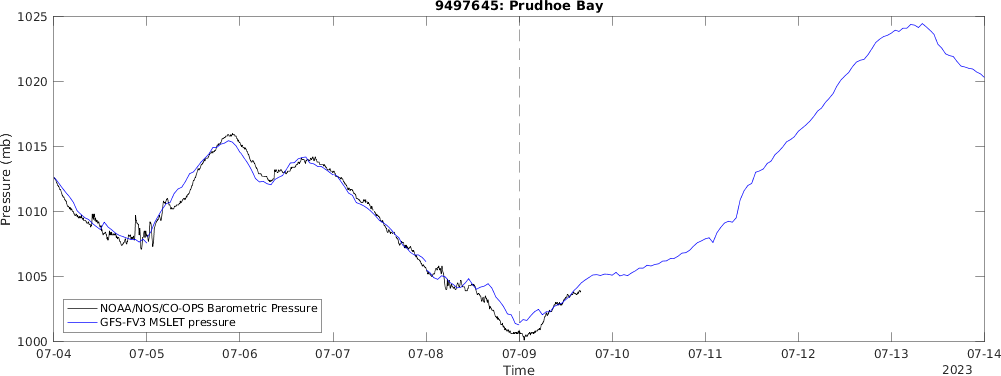 9497645: Prudhoe Bay
1025
1020
1015
1010
1005
1000
Pressure (mb)
NOAA/NOS/CO-OPS Barometric Pressure
GFS-FV3 MSLET pressure
07-04 07-05 07-06 07-07 07-08 07-09 07-10 07-11 07-12 07-13 07-14
Time
2023